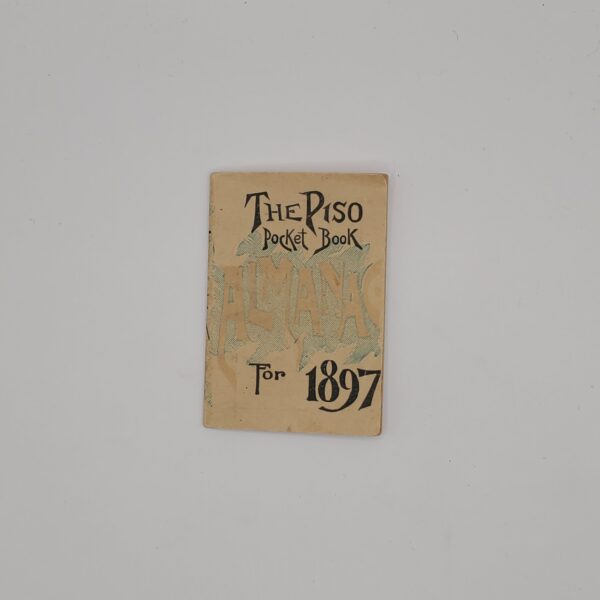 THE PISO
POCKET BOOK
ALMANAC
For 1897